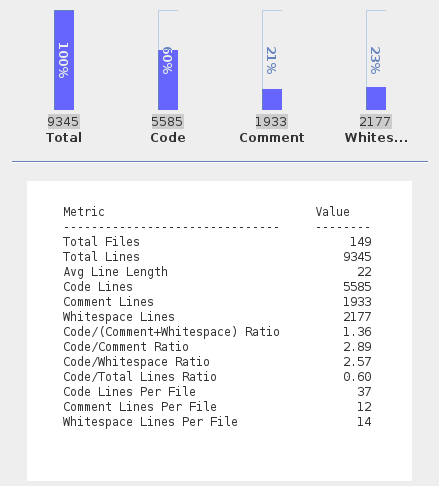 100% 60% 21% 23%
9345 5585 1933 2177
Total Code Comment Whites...
Metric Value
------------------------------ --------
Total Files 149
Total Lines 9345
Avg Line Length 22
Code Lines 5585
Comment Lines 1933
Whitespace Lines 2177
Code/(Comment+Whitespace) Ratio 1.36
Code/Comment Ratio 2.89
Code/Whitespace Ratio 2.57
Code/Total Lines Ratio 0.60
Code Lines Per File 37
Comment Lines Per File 12
Whitespace Lines Per File 14